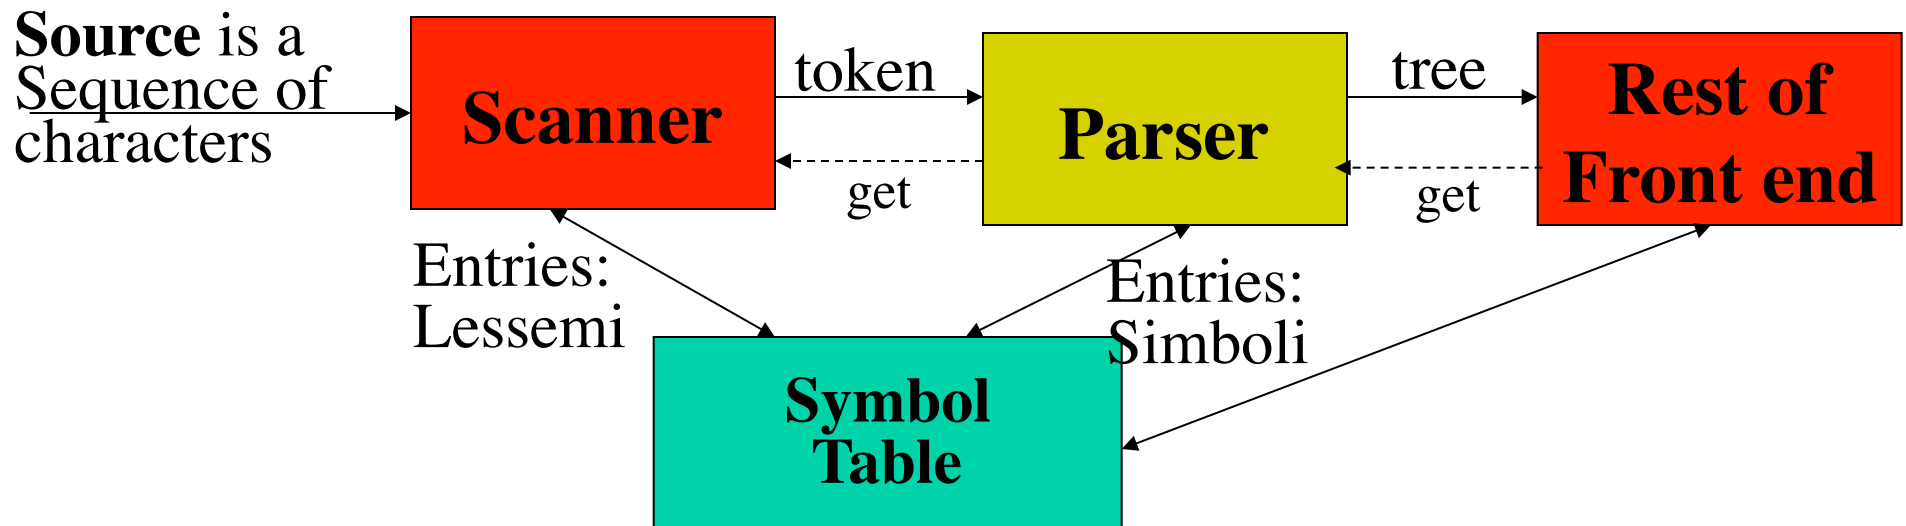 Source is a
Sequence of
characters
Scanner
token
get
Parser
tree
get
Rest of
Front end
Entries:
Lessemi
Entries:
Simboli
Symbol
Table